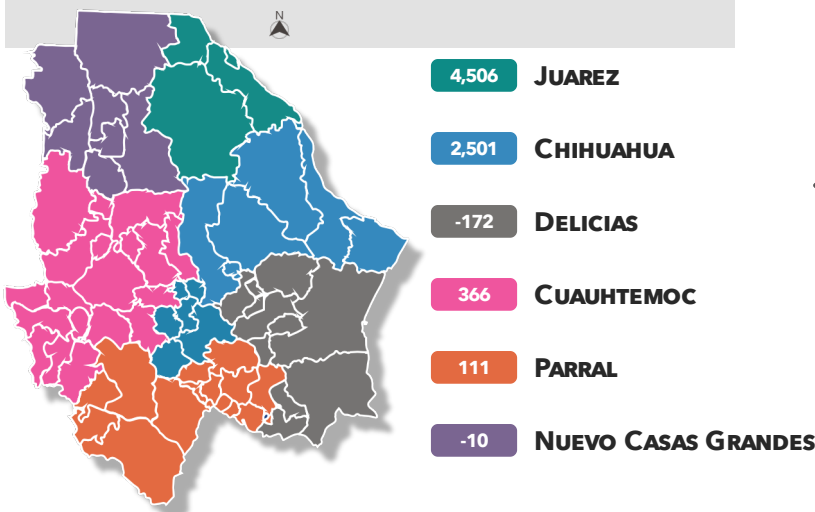 N
4,506 JUAREZ
2,501 CHIHUAHUA
-172 DELICIAS
366 CUAUHTEMOC
111 PARRAL
-10 NUEVO CASAS GRANDES